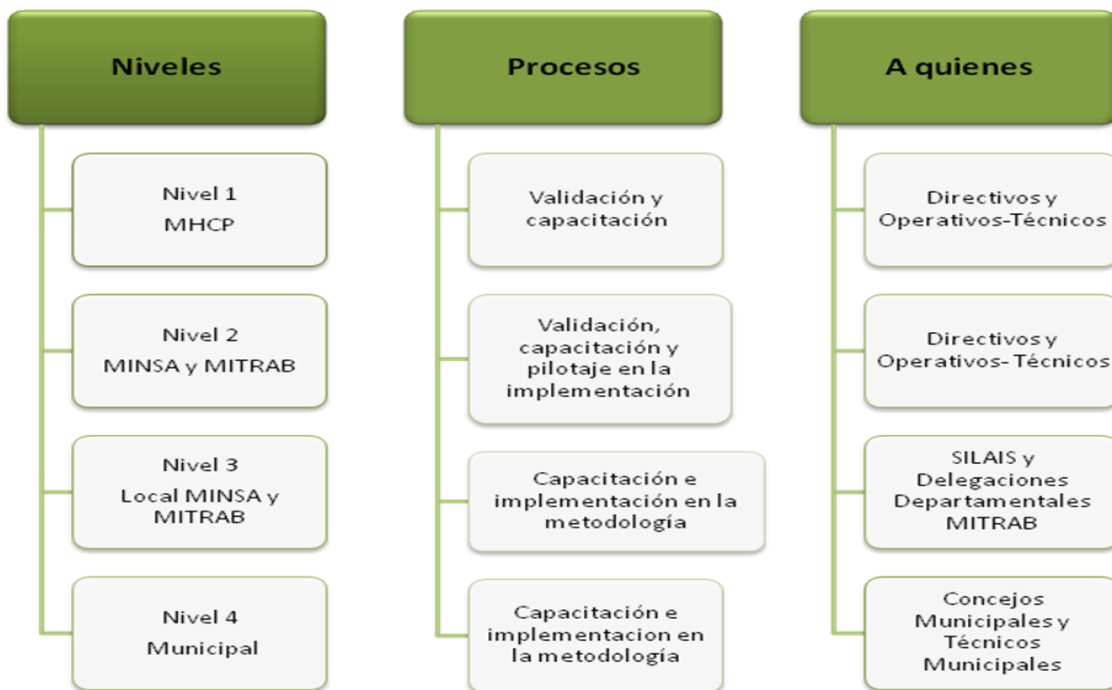 Niveles
Nivel 1
MHCP
Nivel 2
MINSA y MITRAB
Nivel 3
Local MINSA y
MITRAB
Nivel 4
Municipal
Procesos
Validación y
capacitación
Validación,
capacitación y
pilotaje en la
implementación
Capacitación e
implementación en la
metodología
Capacitación e
implementacion en
la metodología
A quienes
Directivos y
Operativos-Técnicos
Directivos y
Operativos- Técnicos
SILAIS y
Delegaciones
Departamentales
MITRAB
Concejos
Municipales y
Técnicos
Municipales